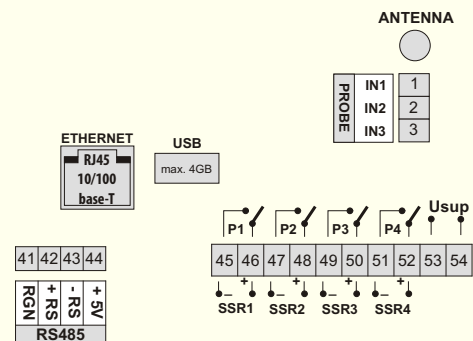 ANTENNA
PROBE
IN1 1
IN2 2
IN3 3
ETHERNET
RJ45
10/100
base-T
USB
max. 4GB
P1 P2 P3 P4 Usup
45 46 47 48 49 50 51 52 53 54
– + – + – + – +
SSR1 SSR2 SSR3 SSR4
41 42 43 44
RGN + RS - RS + 5V
RS485